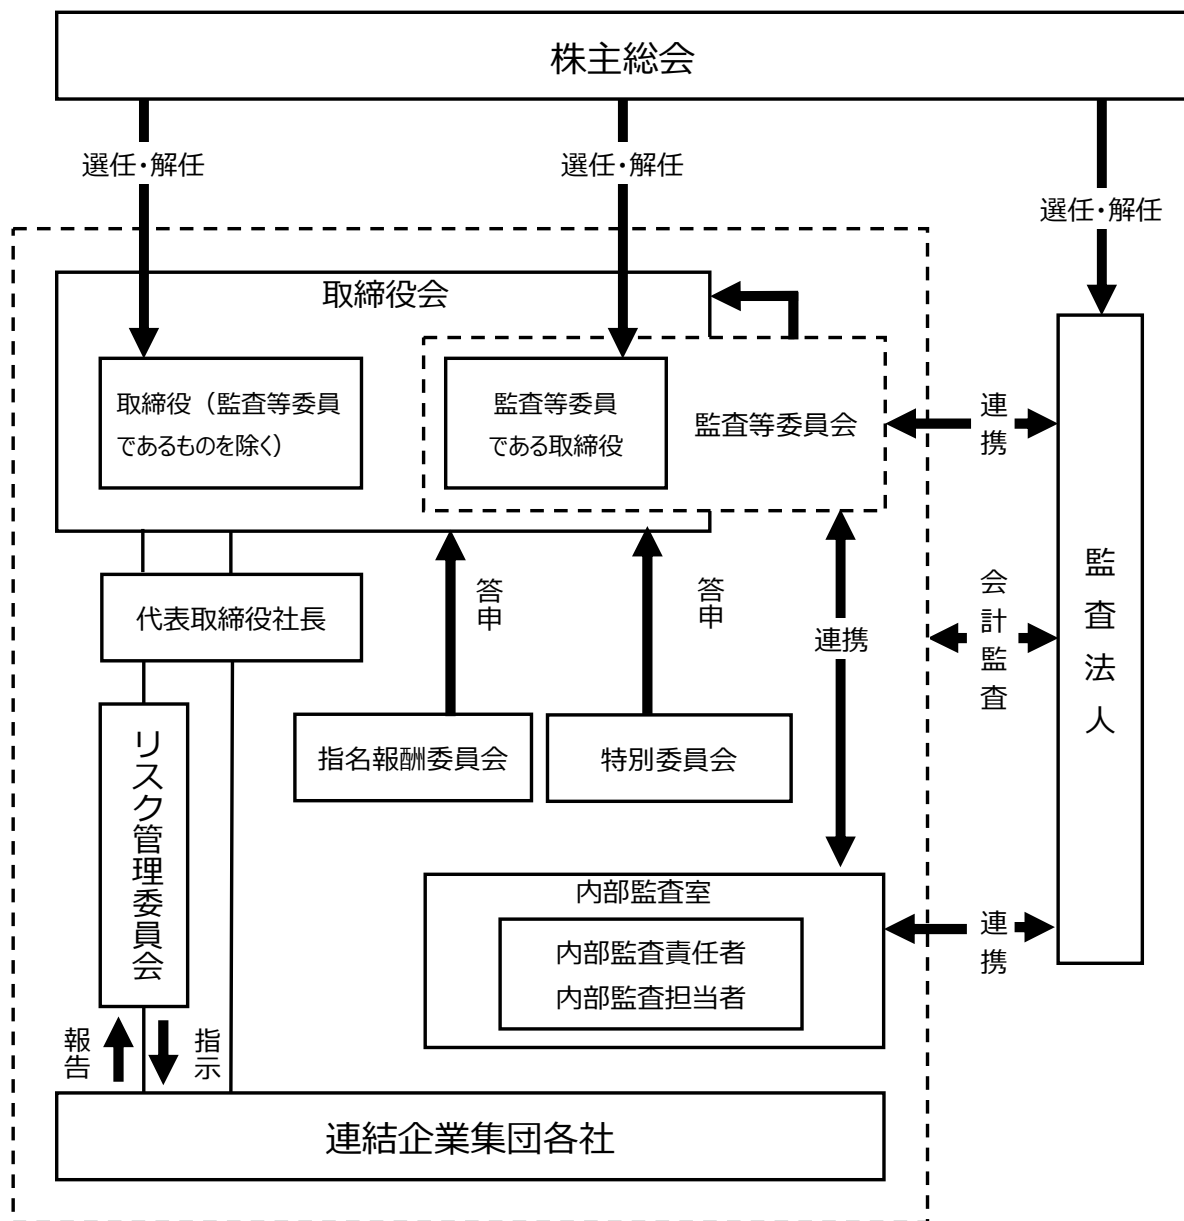 株主総会
選任・解任
選任・解任
選任・解任
取締役会
取締役（監査等委員
であるものを除く）
監査等委員
である取締役
監査等委員会
連携
会計監査
監査法人
代表取締役社長
答申
答申
連携
指名報酬委員会
特別委員会
リスク管理委員会
内部監査室
内部監査責任者
内部監査担当者
連携
報告
指示
連結企業集団各社